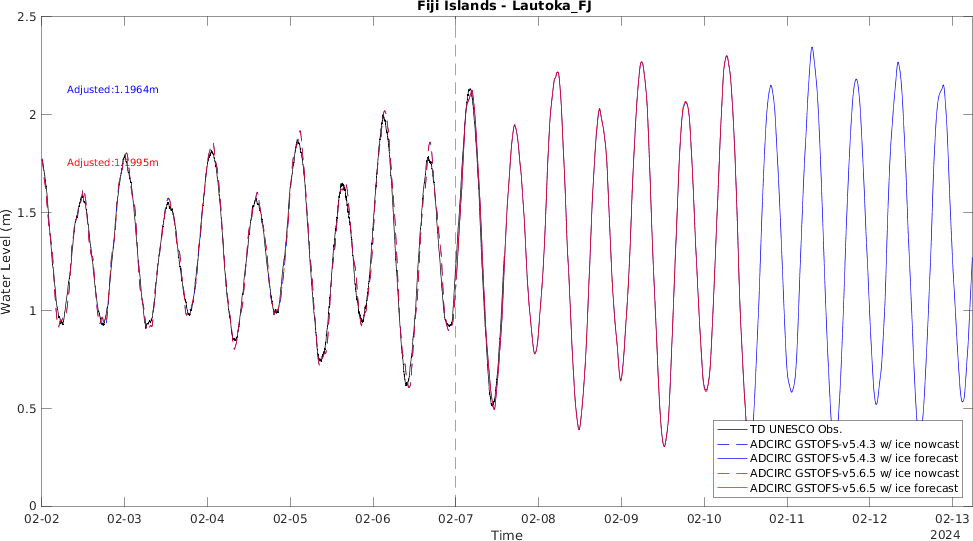 Fiji Islands - Lautoka_FJ
2.5
2
1.5
1
0.5
0
Water Level (m)
Adjusted:1.1964m
Adjusted:1.1995m
TD UNESCO Obs.
ADCIRC GSTOFS-v5.4.3 w/ ice nowcast
ADCIRC GSTOFS-v5.4.3 w/ ice forecast
ADCIRC GSTOFS-v5.6.5 w/ ice nowcast
ADCIRC GSTOFS-v5.6.5 w/ ice forecast
02-02 02-03 02-04 02-05 02-06 02-07 02-08 02-09 02-10 02-11 02-12 02-13
Time
2024